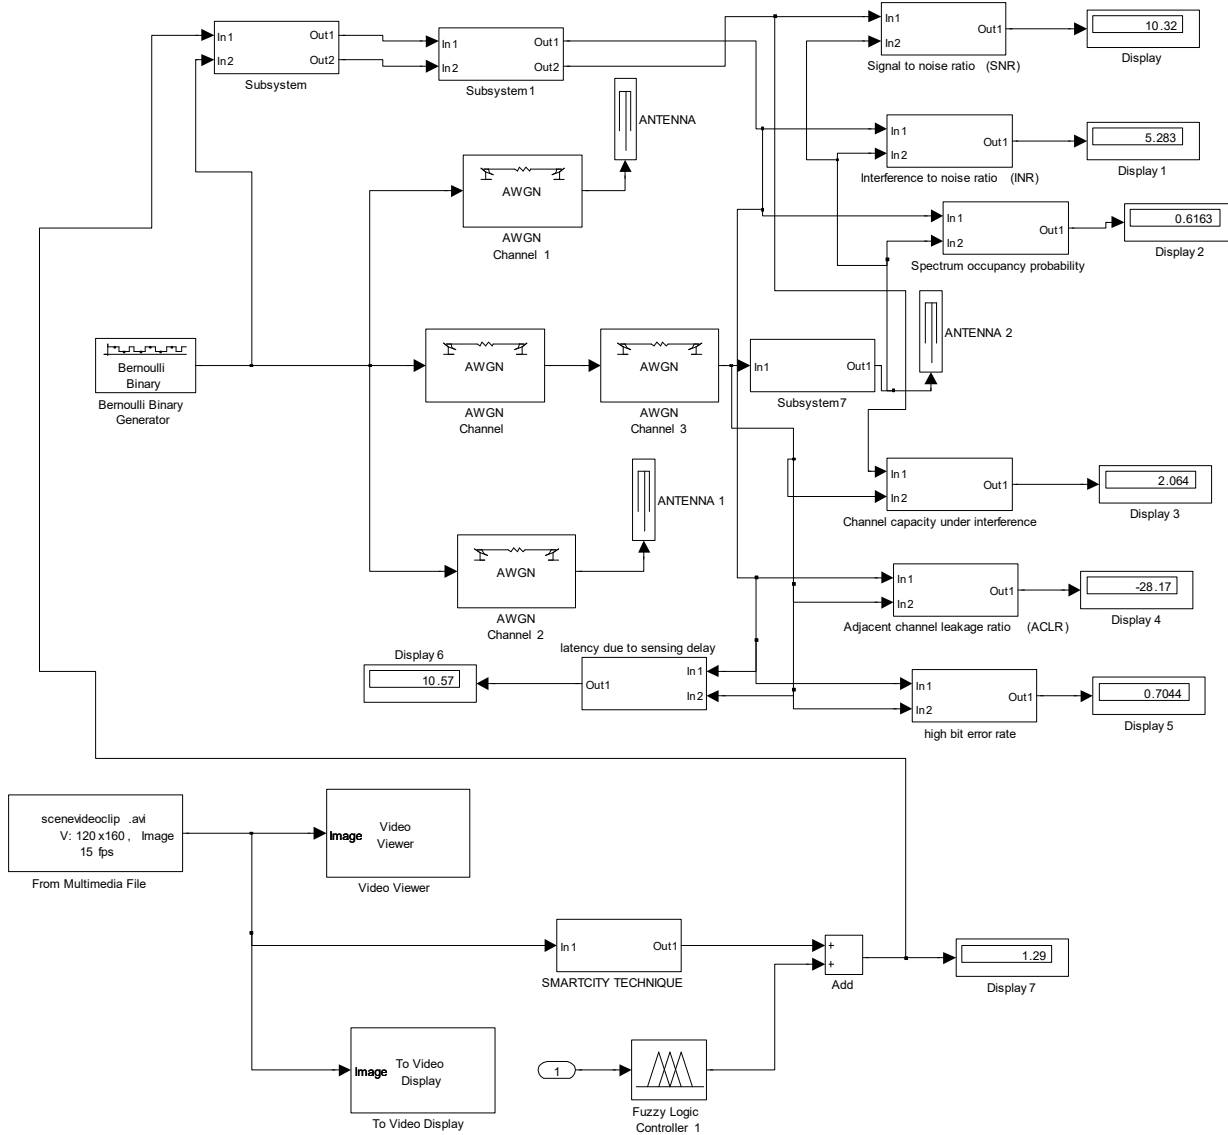 In1
In2
Out1
Out2
Subsystem
In1
In2
Out1
Out2
Subsystem 1
In1
In2
Out1
Signal to noise ratio (SNR)
10.32
Display
ANTENNA
In1
In2
Out1
Interference to noise ratio (INR)
5.283
Display 1
AWGN
AWGN
Channel 1
In1
In2
Out1
Spectrum occupancy probability
0.6163
Display 2
Bernoulli
Binary
Bernoulli Binary
Generator
AWGN
AWGN
Channel
AWGN
AWGN
Channel 3
In1
Out1
Subsystem7
ANTENNA 2
ANTENNA 1
In1
In2
Out1
Channel capacity under interference
2.064
Display 3
AWGN
AWGN
Channel 2
In1
In2
Out1
Adjacent channel leakage ratio (ACLR)
-28.17
Display 4
latency due to sensing delay
In1
In2
Out1
Display 6
10.57
In1
In2
Out1
high bit error rate
0.7044
Display 5
scenevideoclip .avi
V: 120 x160 , Image
15 fps
From Multimedia File
Image
Video
Viewer
Video Viewer
In1
Out1
SMARTCITY TECHNIQUE
+
+
Add
1.29
Display 7
Image
To Video
Display
To Video Display
1
Fuzzy Logic
Controller 1